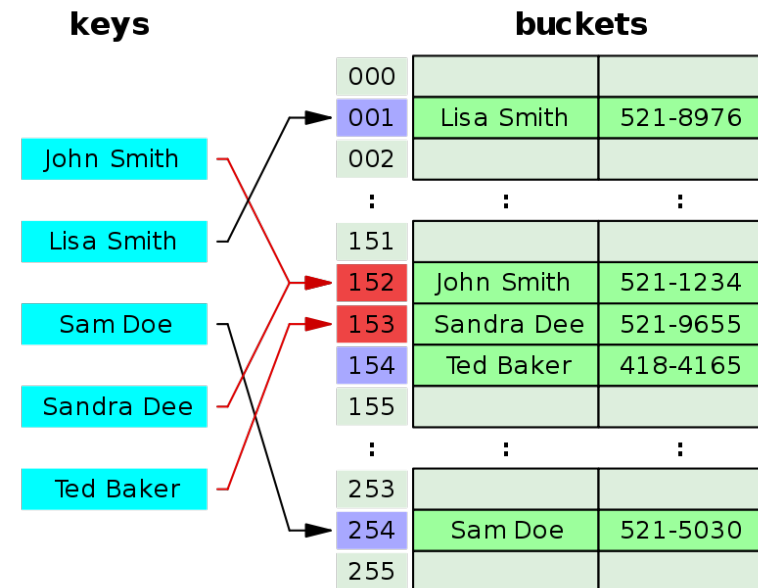 keys buckets
000
001 Lisa Smith 521-8976
John Smith 002
: : :
Lisa Smith 151
152 John Smith 521-1234
Sam Doe 153 Sandra Dee 521-9655
154 Ted Baker 418-4165
Sandra Dee 155
: : :
Ted Baker 253
254 Sam Doe 521-5030
255